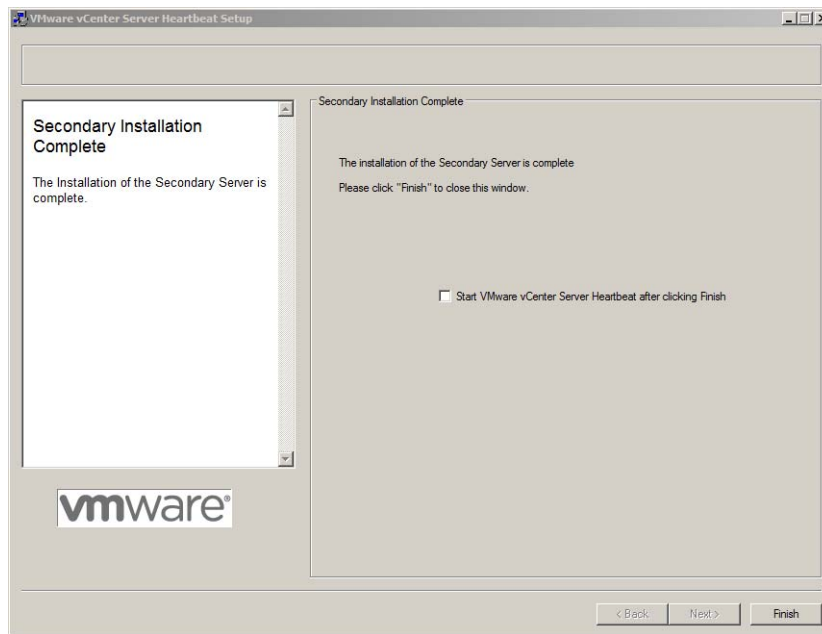 VMware vCenter Server Heartbeat Setup
Secondary Installation
Complete
The Installation of the Secondary Server is
complete.
Secondary Installation Complete
The installation of the Secondary Server is complete
Please click "Finish" to close this window.
Start VMware vCenter Server Heartbeat after clicking Finish
vmware®
< Back
Next >
Finish